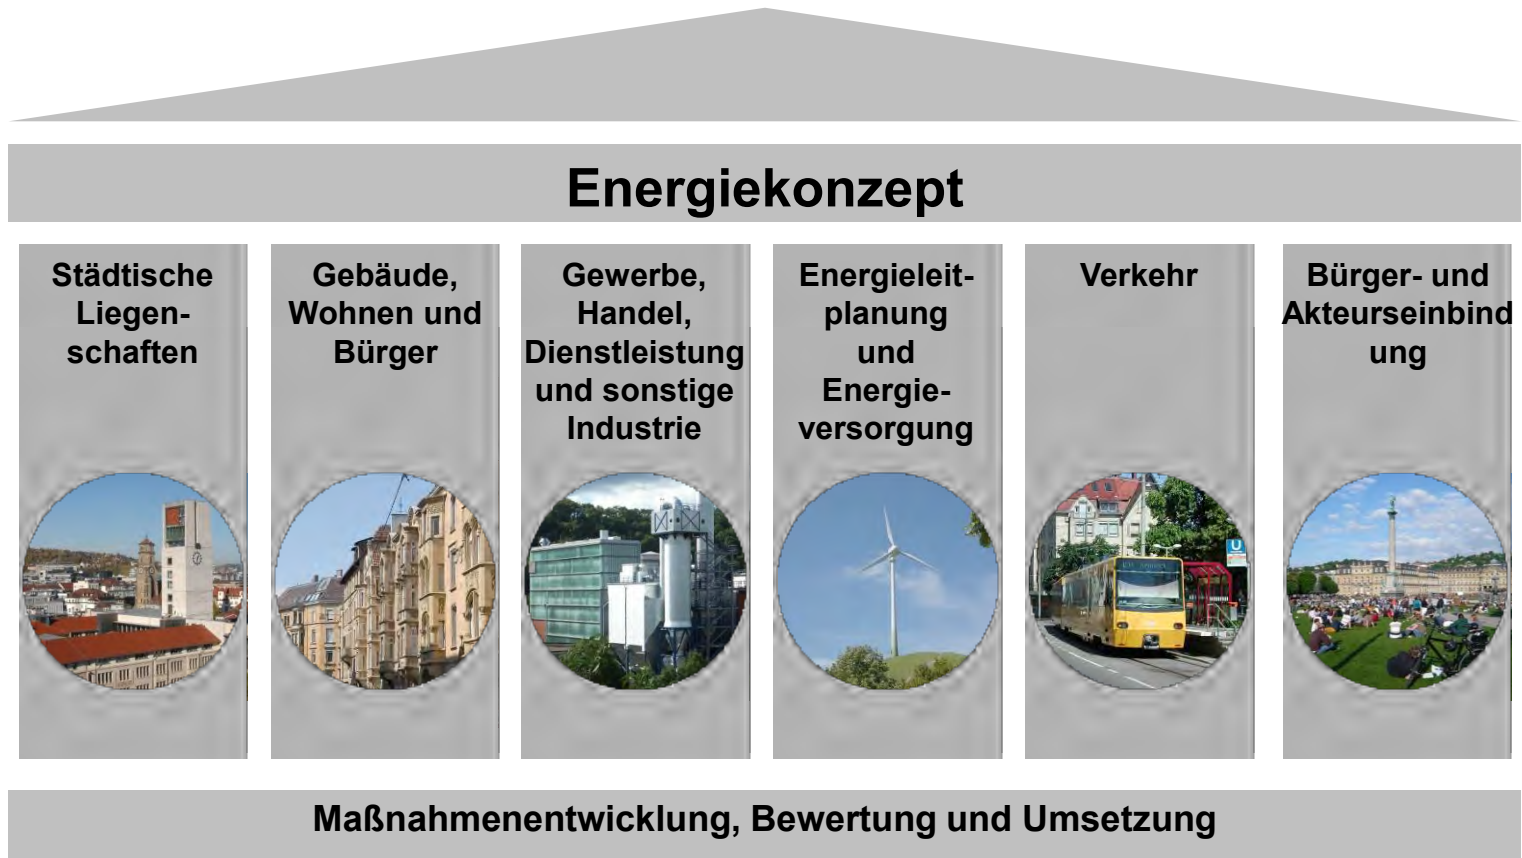 Energiekonzept
Städtische
Liegen-
schaften
Gebäude,
Wohnen und
Bürger
Gewerbe,
Handel,
Dienstleistung
und sonstige
Industrie
Energieleit-
planung
und
Energie-
versorgung
Verkehr
U
Bürger- und
Akteurseinbind
ung
Maßnahmenentwicklung, Bewertung und Umsetzung